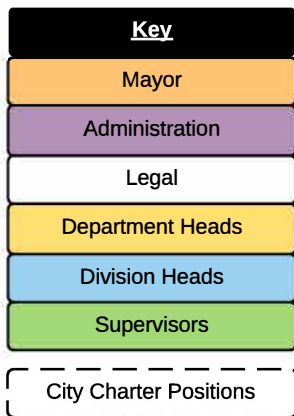 Key
Mayor
Administration
Legal
Department Heads
Division Heads
Supervisors
City Charter Positions